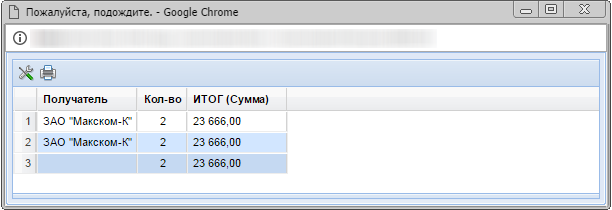 Пожалуйста, подождите. - Google Chrome
Получатель Кол-во ИТОГ (Сумма)
1 ЗАО "Макском-К" 2 23 666,00
2 ЗАО "Макском-К" 2 23 666,00
3 2 23 666,00